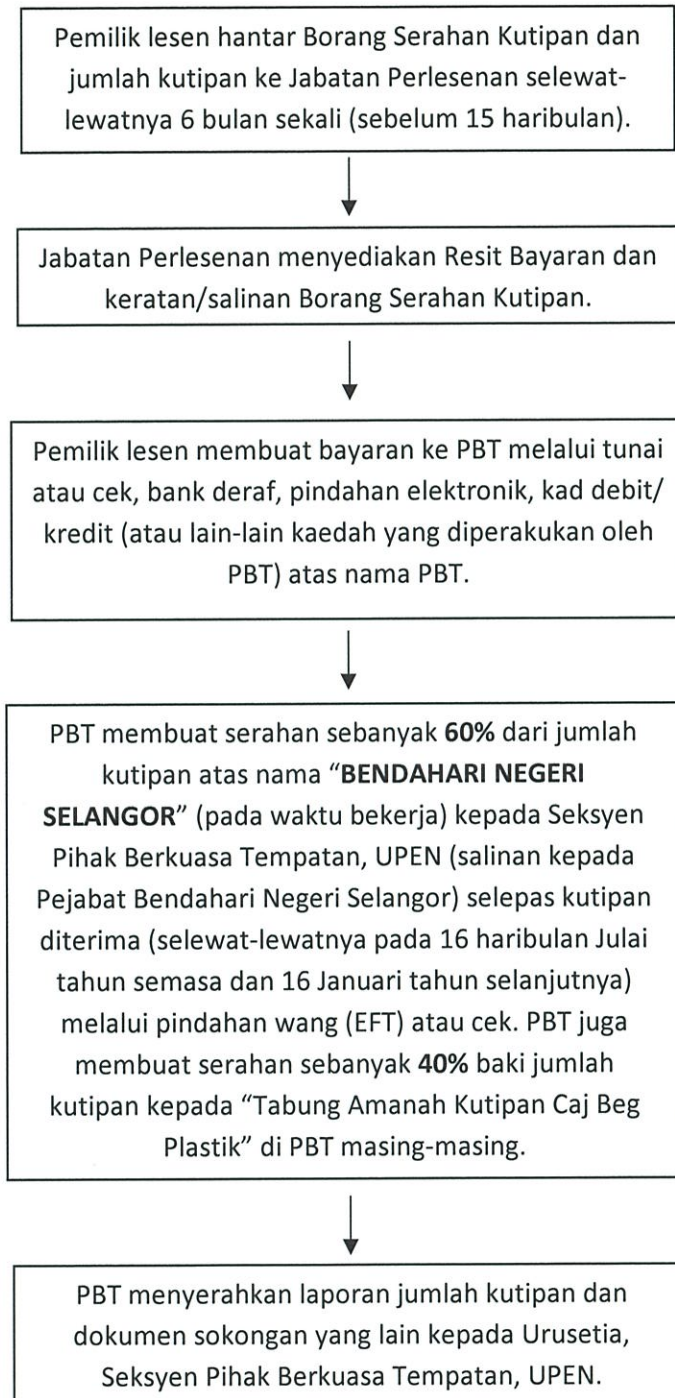 Pemilik lesen hantar Borang Serahan Kutipan dan
jumlah kutipan ke Jabatan Perlesenan selewat-
lewatnya 6 bulan sekali (sebelum 15 haribulan).
Jabatan Perlesenan menyediakan Resit Bayaran dan
keratan/salinan Borang Serahan Kutipan.
Pemilik lesen membuat bayaran ke PBT melalui tunai
atau cek, bank deraf, pindahan elektronik, kad debit/
kredit (atau lain-lain kaedah yang diperakukan oleh
PBT) atas nama PBT.
PBT membuat serahan sebanyak 60% dari jumlah
kutipan atas nama “BENDAHARI NEGERI
SELANGOR” (pada waktu bekerja) kepada Seksyen
Pihak Berkuasa Tempatan, UPEN (salinan kepada
Pejabat Bendahari Negeri Selangor) selepas kutipan
diterima (selewat-lewatnya pada 16 haribulan Julai
tahun semasa dan 16 Januari tahun selanjutnya)
melalui pindahan wang (EFT) atau cek. PBT juga
membuat serahan sebanyak 40% baki jumlah
kutipan kepada “Tabung Amanah Kutipan Caj Beg
Plastik” di PBT masing-masing.
PBT menyerahkan laporan jumlah kutipan dan
dokumen sokongan yang lain kepada Urusetia,
Seksyen Pihak Berkuasa Tempatan, UPEN.